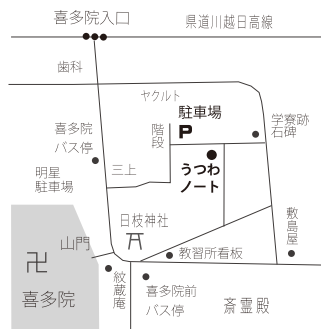 喜多院入口
県道川越日高線
歯科
ヤクルト
駐車場
P
階段
学寮跡
石碑
喜多院
バス停
うつわ
ノート
明星
駐車場
三上
日枝神社
敷島屋
山門
教習所看板
卍
喜多院
紋蔵庵
喜多院前
バス停
斎霊殿